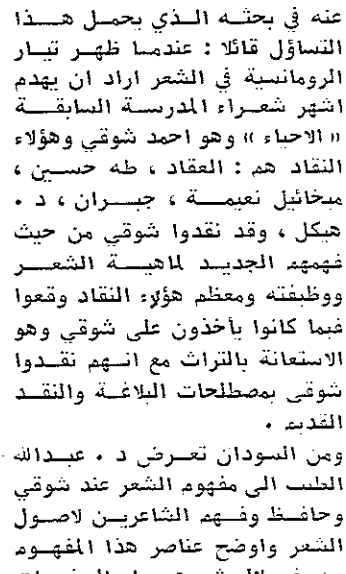 عنه في بحثه الذي يحمل هذا
التساؤل قائلا : عندما ظهر تيار
الرومانسية في الشعر اراد ان يهدم
اشهر شعراء المدرسة السابقة
« الاحياء » وهو احمد شوقي وهؤلاء
النقاد هم : العقاد ، طه حسين ،
ميخائيل نعيمة ، جبران ، د .
هيكل ، وقد نقدوا شوقي من حيث
فهمهم الجديد لماهية الشعر
ووظيفته ومعظم هؤلاء النقاد وقعوا
فيما كانوا يأخذون على شوقي وهو
الاستعانة بالتراث مع انهم نقدوا
شوقي بمصطلحات البلاغة والنقد
القديم .
ومن السودان تعرض د . عبدالله
الطيب الى مفهوم الشعر عند شوقي
وحافظ وفهم الشاعرين لاصول
الشعر واوضح عناصر هذا المفهوم